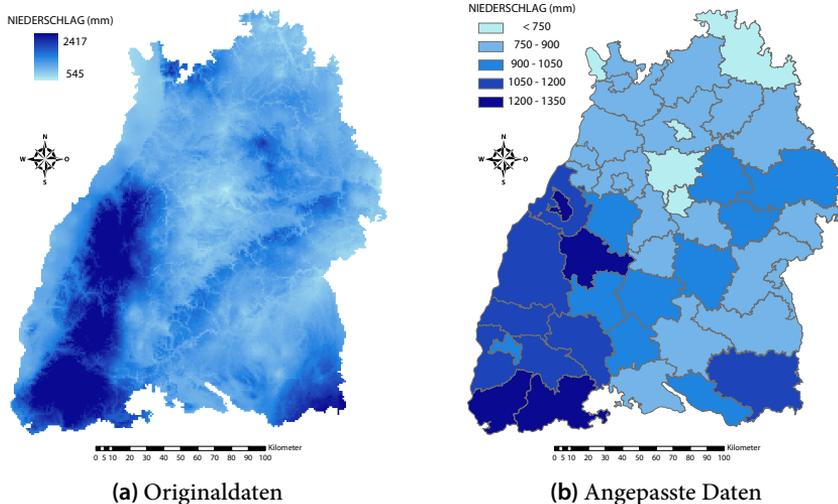 NIEDERSCHLAG (mm)
2417
545
N
W O
S
Kilometer
0 5 10 20 30 40 50 60 70 80 90 100
(a) Originaldaten
NIEDERSCHLAG (mm)
< 750
750 - 900
900 - 1050
1050 - 1200
1200 - 1350
N
W O
S
Kilometer
0 5 10 20 30 40 50 60 70 80 90 100
(b) Angepasste Daten